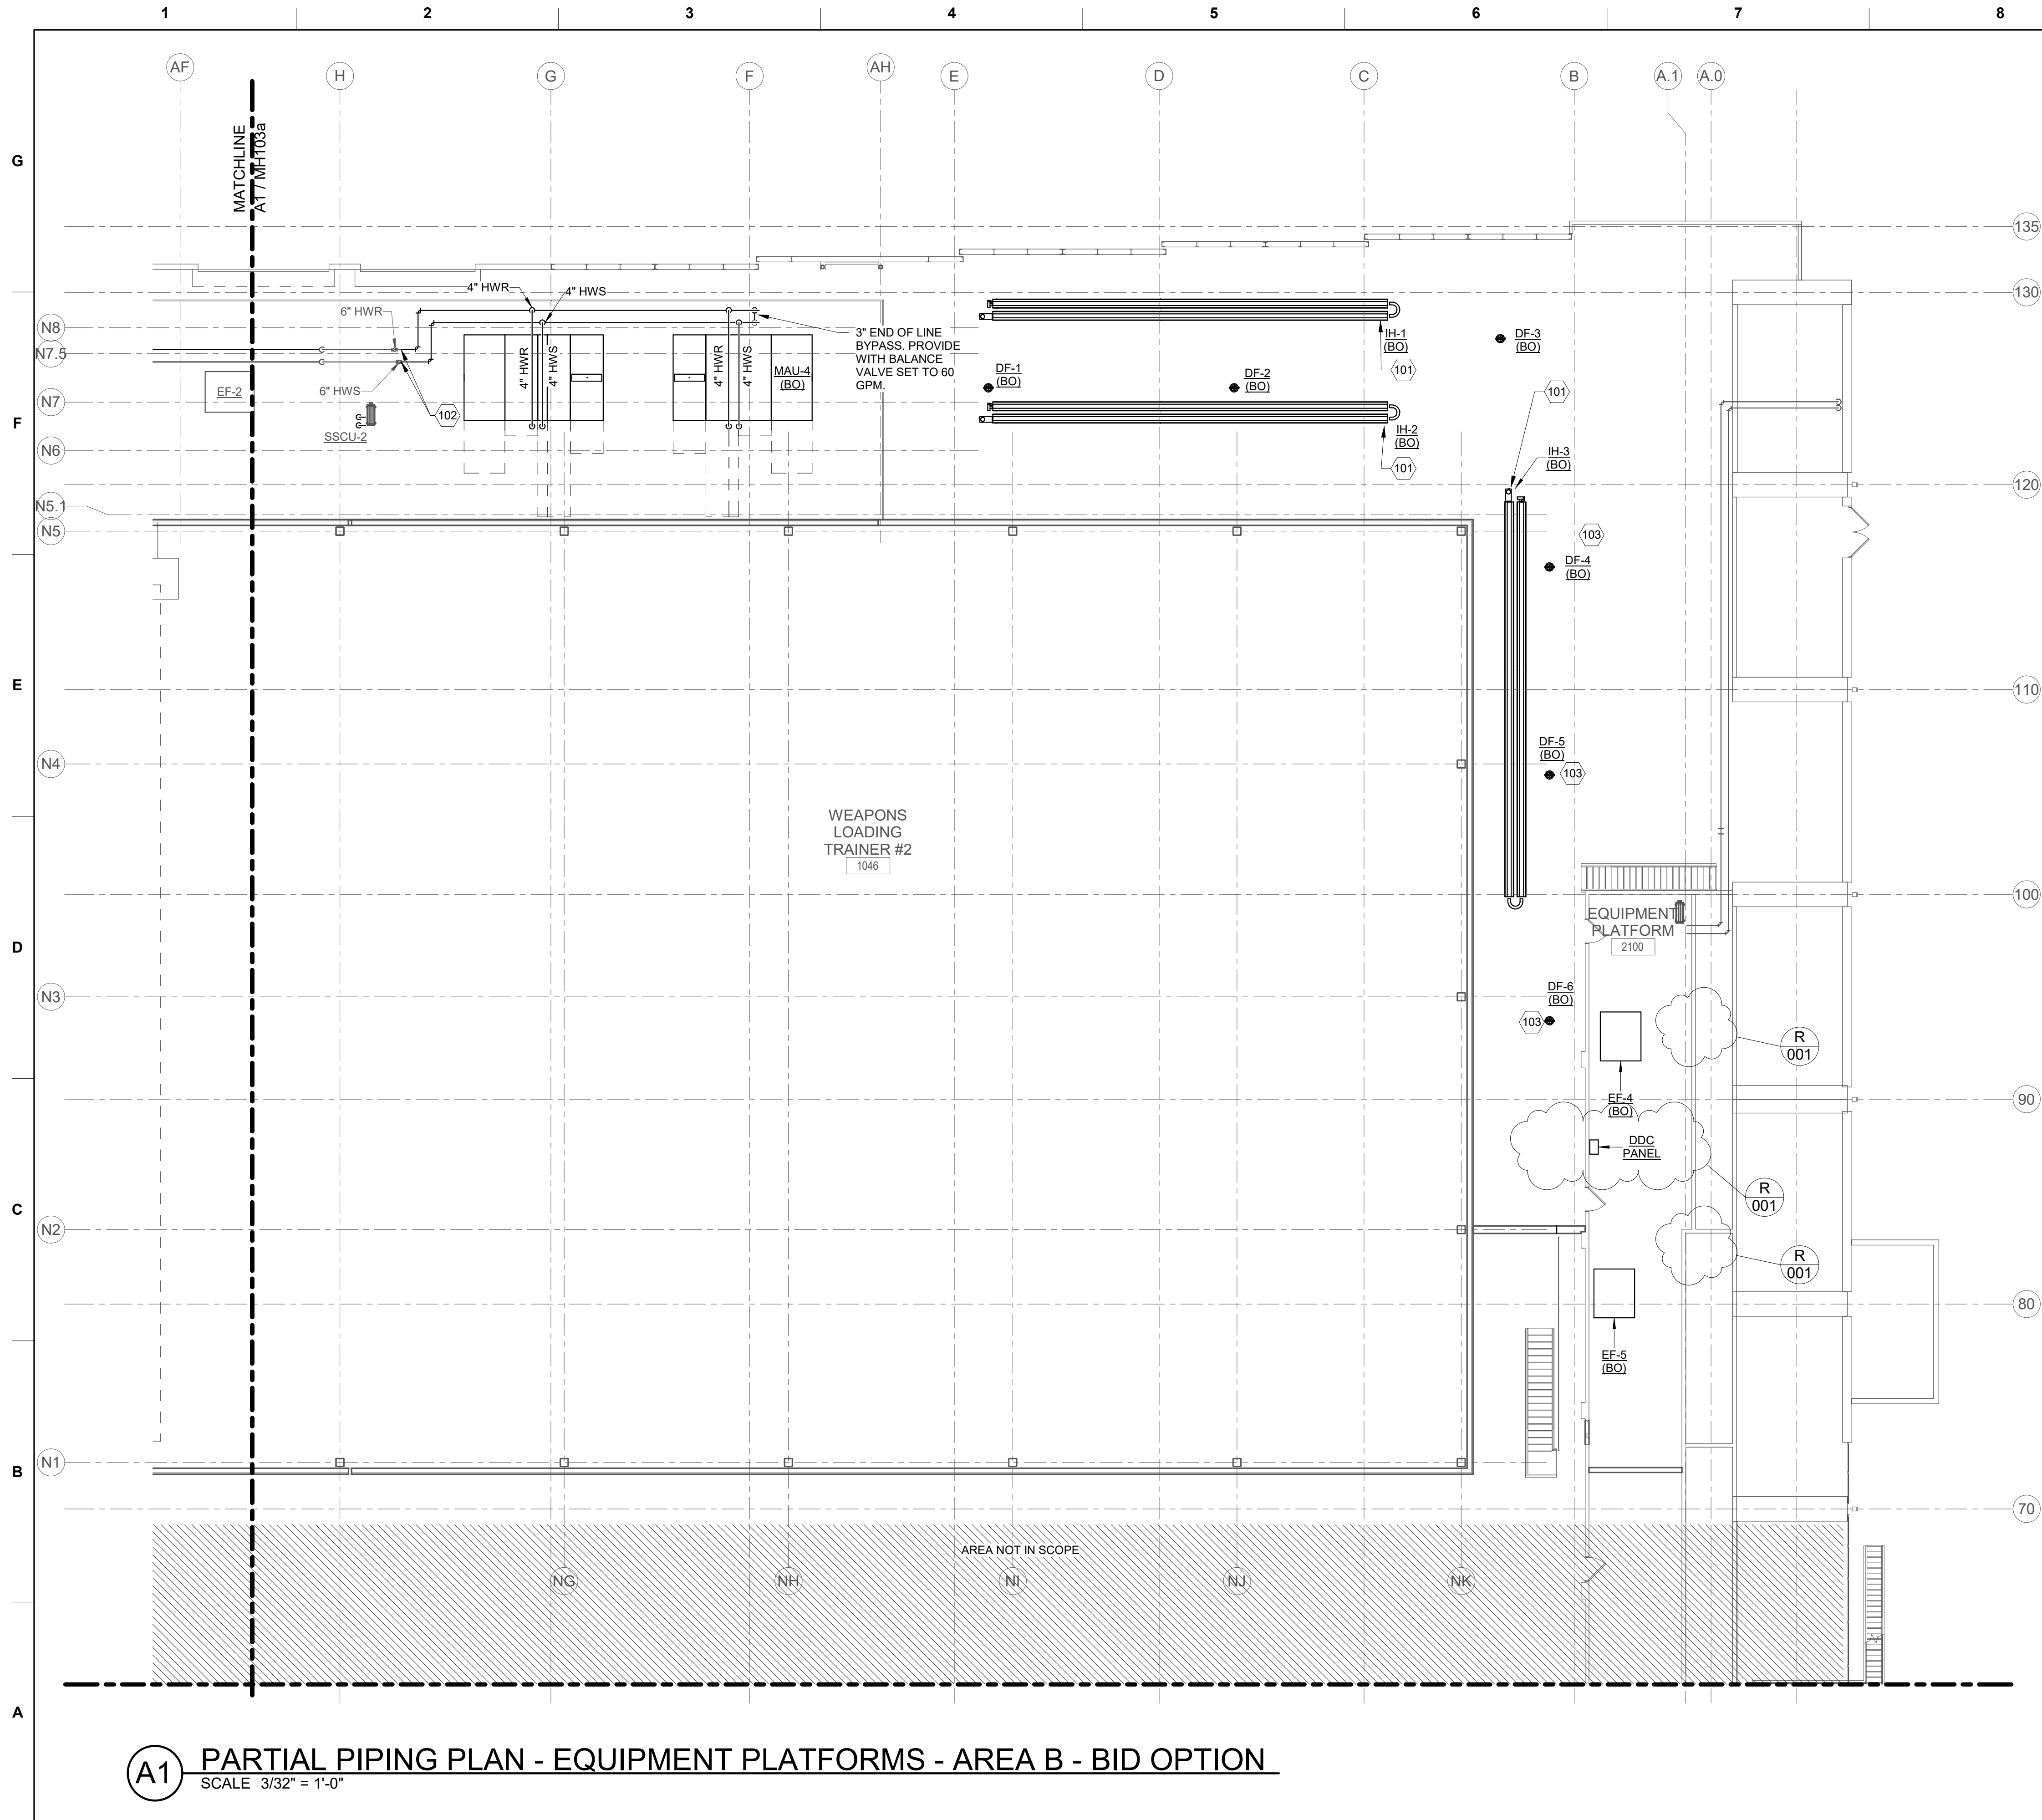 1 2 3 4 5 6 7 8
AF H G F AH E D C B A.1 A.0
G
MATCHLINE
A1 / MH103a
135
130
4" HWR
4" HWS
6" HWR
N8
N7.5
3" END OF LINE
BYPASS. PROVIDE
WITH BALANCE
VALVE SET TO 60
GPM.
IH-1
(BO)
101
DF-3
(BO)
4" HWR
4" HWS
4" HWR
4" HWS
MAU-4
(BO)
DF-1
(BO)
DF-2
(BO)
EF-2
6" HWS
N7
F
102
101
SSCU-2
IH-2
(BO)
N6
101
IH-3
(BO)
120
N5.1
N5
103
DF-4
(BO)
E
110
DF-5
(BO)
N4
103
WEAPONS
LOADING
TRAINER #2
1046
100
EQUIPMENT
PLATFORM
2100
D
DF-6
(BO)
N3
103
R
001
EF-4
(BO)
90
DDC
PANEL
R
001
C
N2
R
001
80
EF-5
(BO)
N1
B
70
AREA NOT IN SCOPE
NG NH NI NJ NK
A
A1
PARTIAL PIPING PLAN - EQUIPMENT PLATFORMS - AREA B - BID OPTION
SCALE 3/32" = 1'-0"